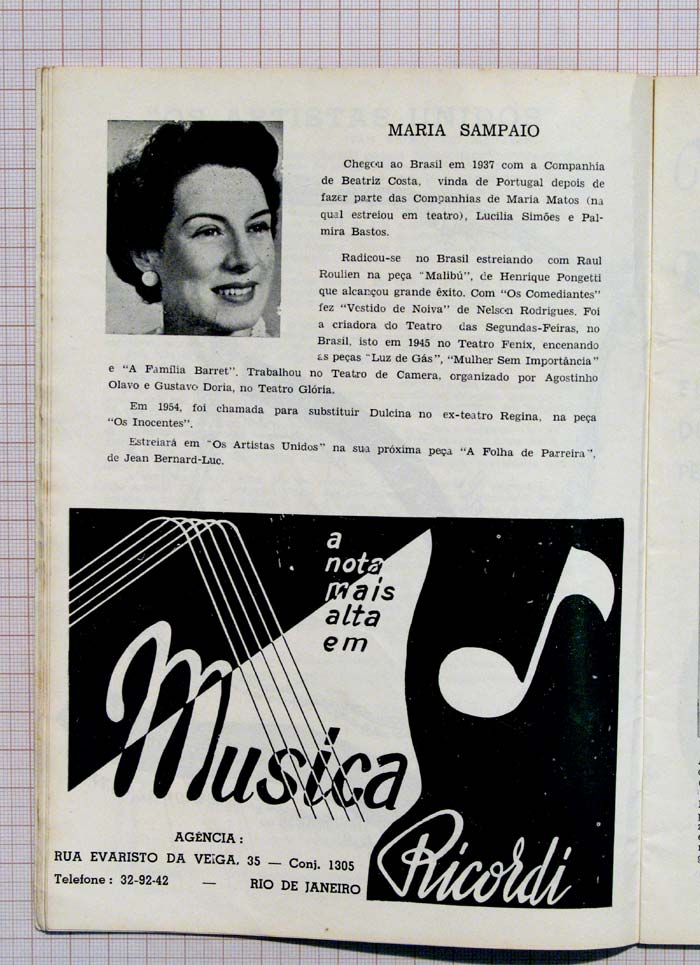 MARIA SAMPAIO
Chegou ao Brasil em 1937 com a Companhia
de Beatriz Costa, vinda de Portugal depois de
fazer parte das Companhias de Maria Matos (na
qual estreiou em teatro), Lucilia Simões e Pal-
mira Bastos.
Radicou-se no Brasil estreiando com Raul
Roulien na peça "Malibú", de Henrique Pongetti
que alcançou grande êxito. Com "Os Comediantes"
fez "Vestido de Noiva" de Nelson Rodrigues. Foi
a criadora do Teatro das Segundas-Feiras, no
Brasil, isto em 1945 no Teatro Fenix, encenando
as peças "Luz de Gás", "Mulher Sem Importância"
e "A Família Barret". Trabalhou no Teatro de Camera, organizado por Agostinho
Olavo e Gustavo Doria, no Teatro Glória.
Em 1954, foi chamada para substituir Dulcina no ex-teatro Regina, na peça
"Os Inocentes".
Estreiará em "Os Artistas Unidos" na sua próxima peça "A Folha de Parreira",
de Jean Bernard-Luc.
a
nota
mais
alta
em
Musica
Ricordi
AGÊNCIA :
RUA EVARISTO DA VEIGA, 35 — Conj. 1305
Telefone : 32-92-42 — RIO DE JANEIRO